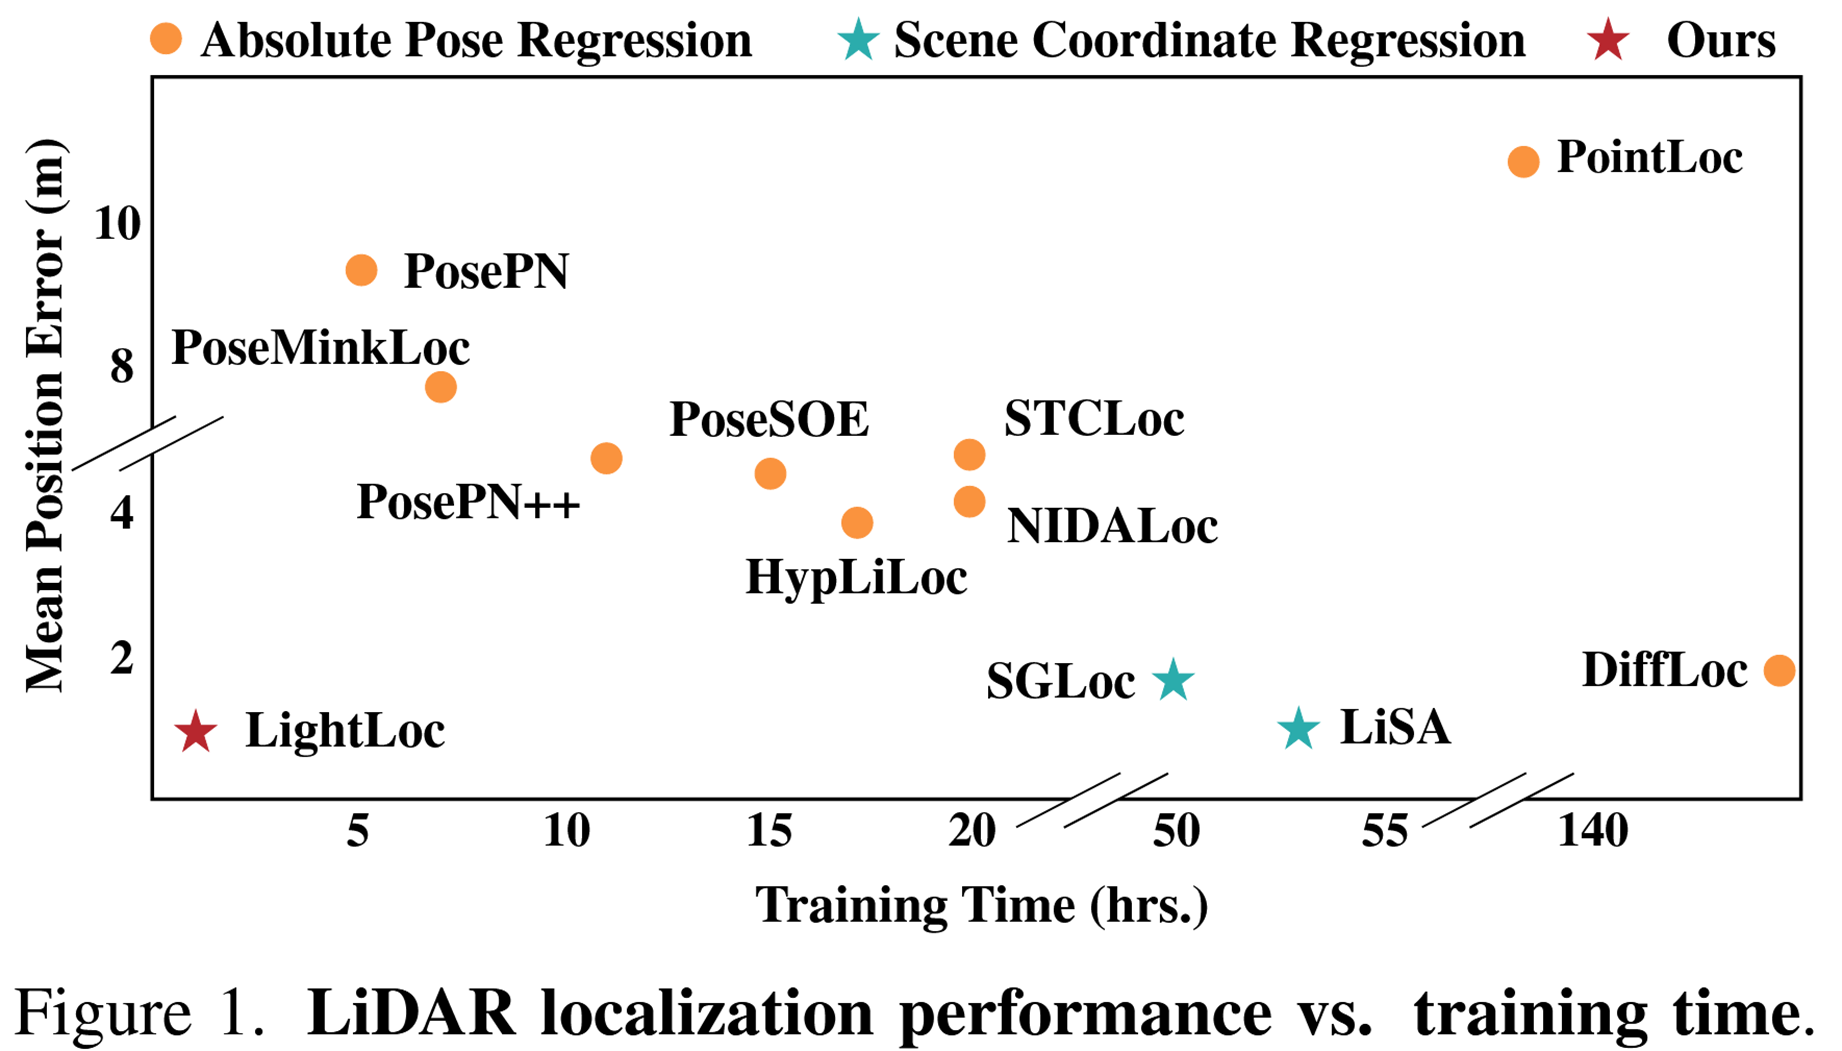 Absolute Pose Regression Scene Coordinate Regression Ours
Mean Position Error (m)
10
8
4
2
PointLoc
PosePN
PoseMinkLoc
PoseSOE
STCLoc
PosePN++
NIDALoc
HypLiLoc
SGLoc
DiffLoc
LightLoc
LiSA
5 10 15 20 50 55 140
Training Time (hrs.)
Figure 1. LiDAR localization performance vs. training time.